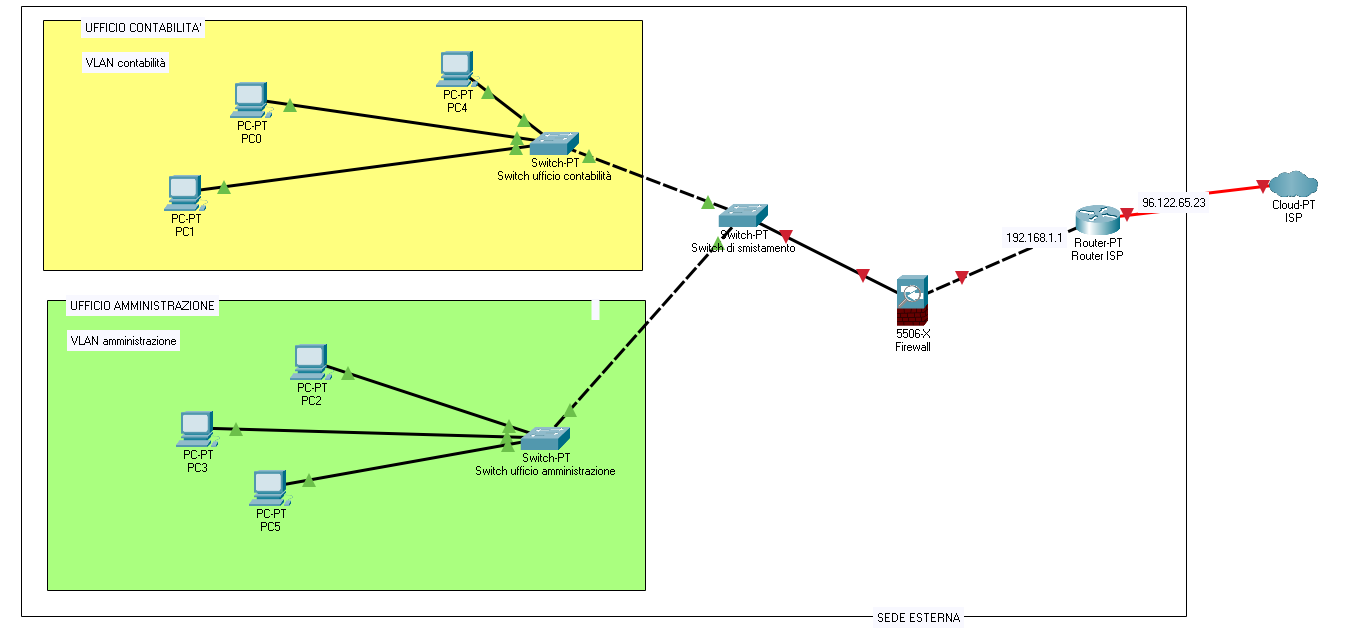 UFFICIO CONTABILITA'
VLAN contabilità
PC-PT
PC4
PC-PT
PC0
PC-PT
PC1
Switch-PT
Switch ufficio contabilità
Switch-PT
Switch di smistamento
192.168.1.1
96.122.65.23
Router-PT
Router ISP
Cloud-PT
ISP
5506-X
Firewall
UFFICIO AMMINISTRAZIONE
VLAN amministrazione
PC-PT
PC2
PC-PT
PC3
PC-PT
PC5
Switch-PT
Switch ufficio amministrazione
SEDE ESTERNA